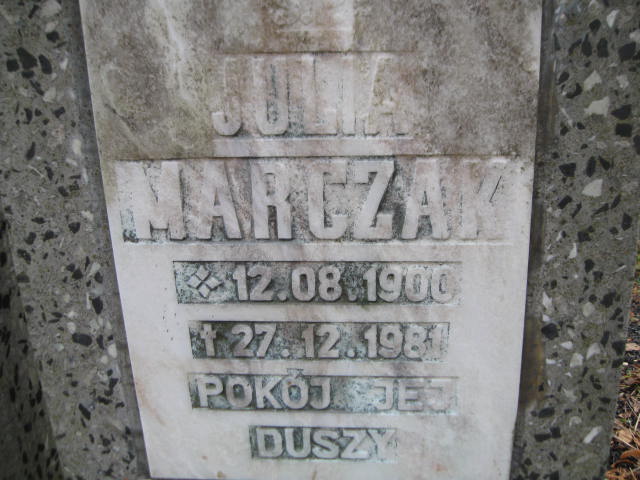 JULIA
MARCZAK
12.08.1900
† 27.12.1981
POKÓJ JEJ
DUSZY